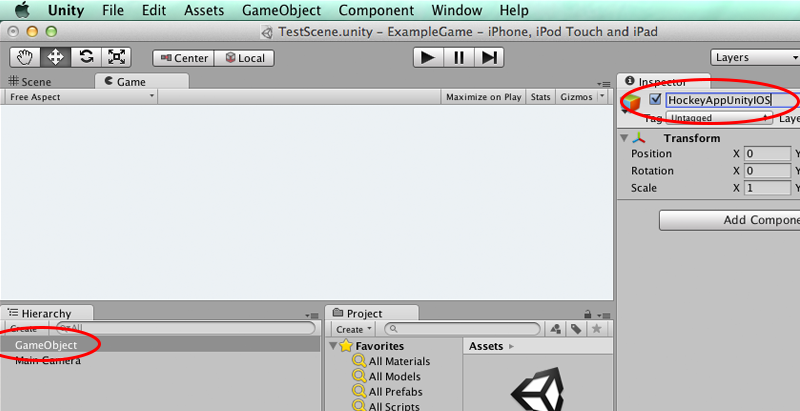 Unity File Edit Assets GameObject Component Window Help
TestScene.unity - ExampleGame - iPhone, iPod Touch and iPad
Center Local Layers
Scene Game Inspector
Free Aspect Maximize on Play Stats Gizmos HockeyAppUnityIOS
Tag Untagged Laye
Transform
Position X 0 Y
Rotation X 0 Y
Scale X 1 Y
Add Compone
Hierarchy Project
Create All Create
GameObject Favorites Assets
Main Camera All Materials
All Models
All Prefabs
All Scripts